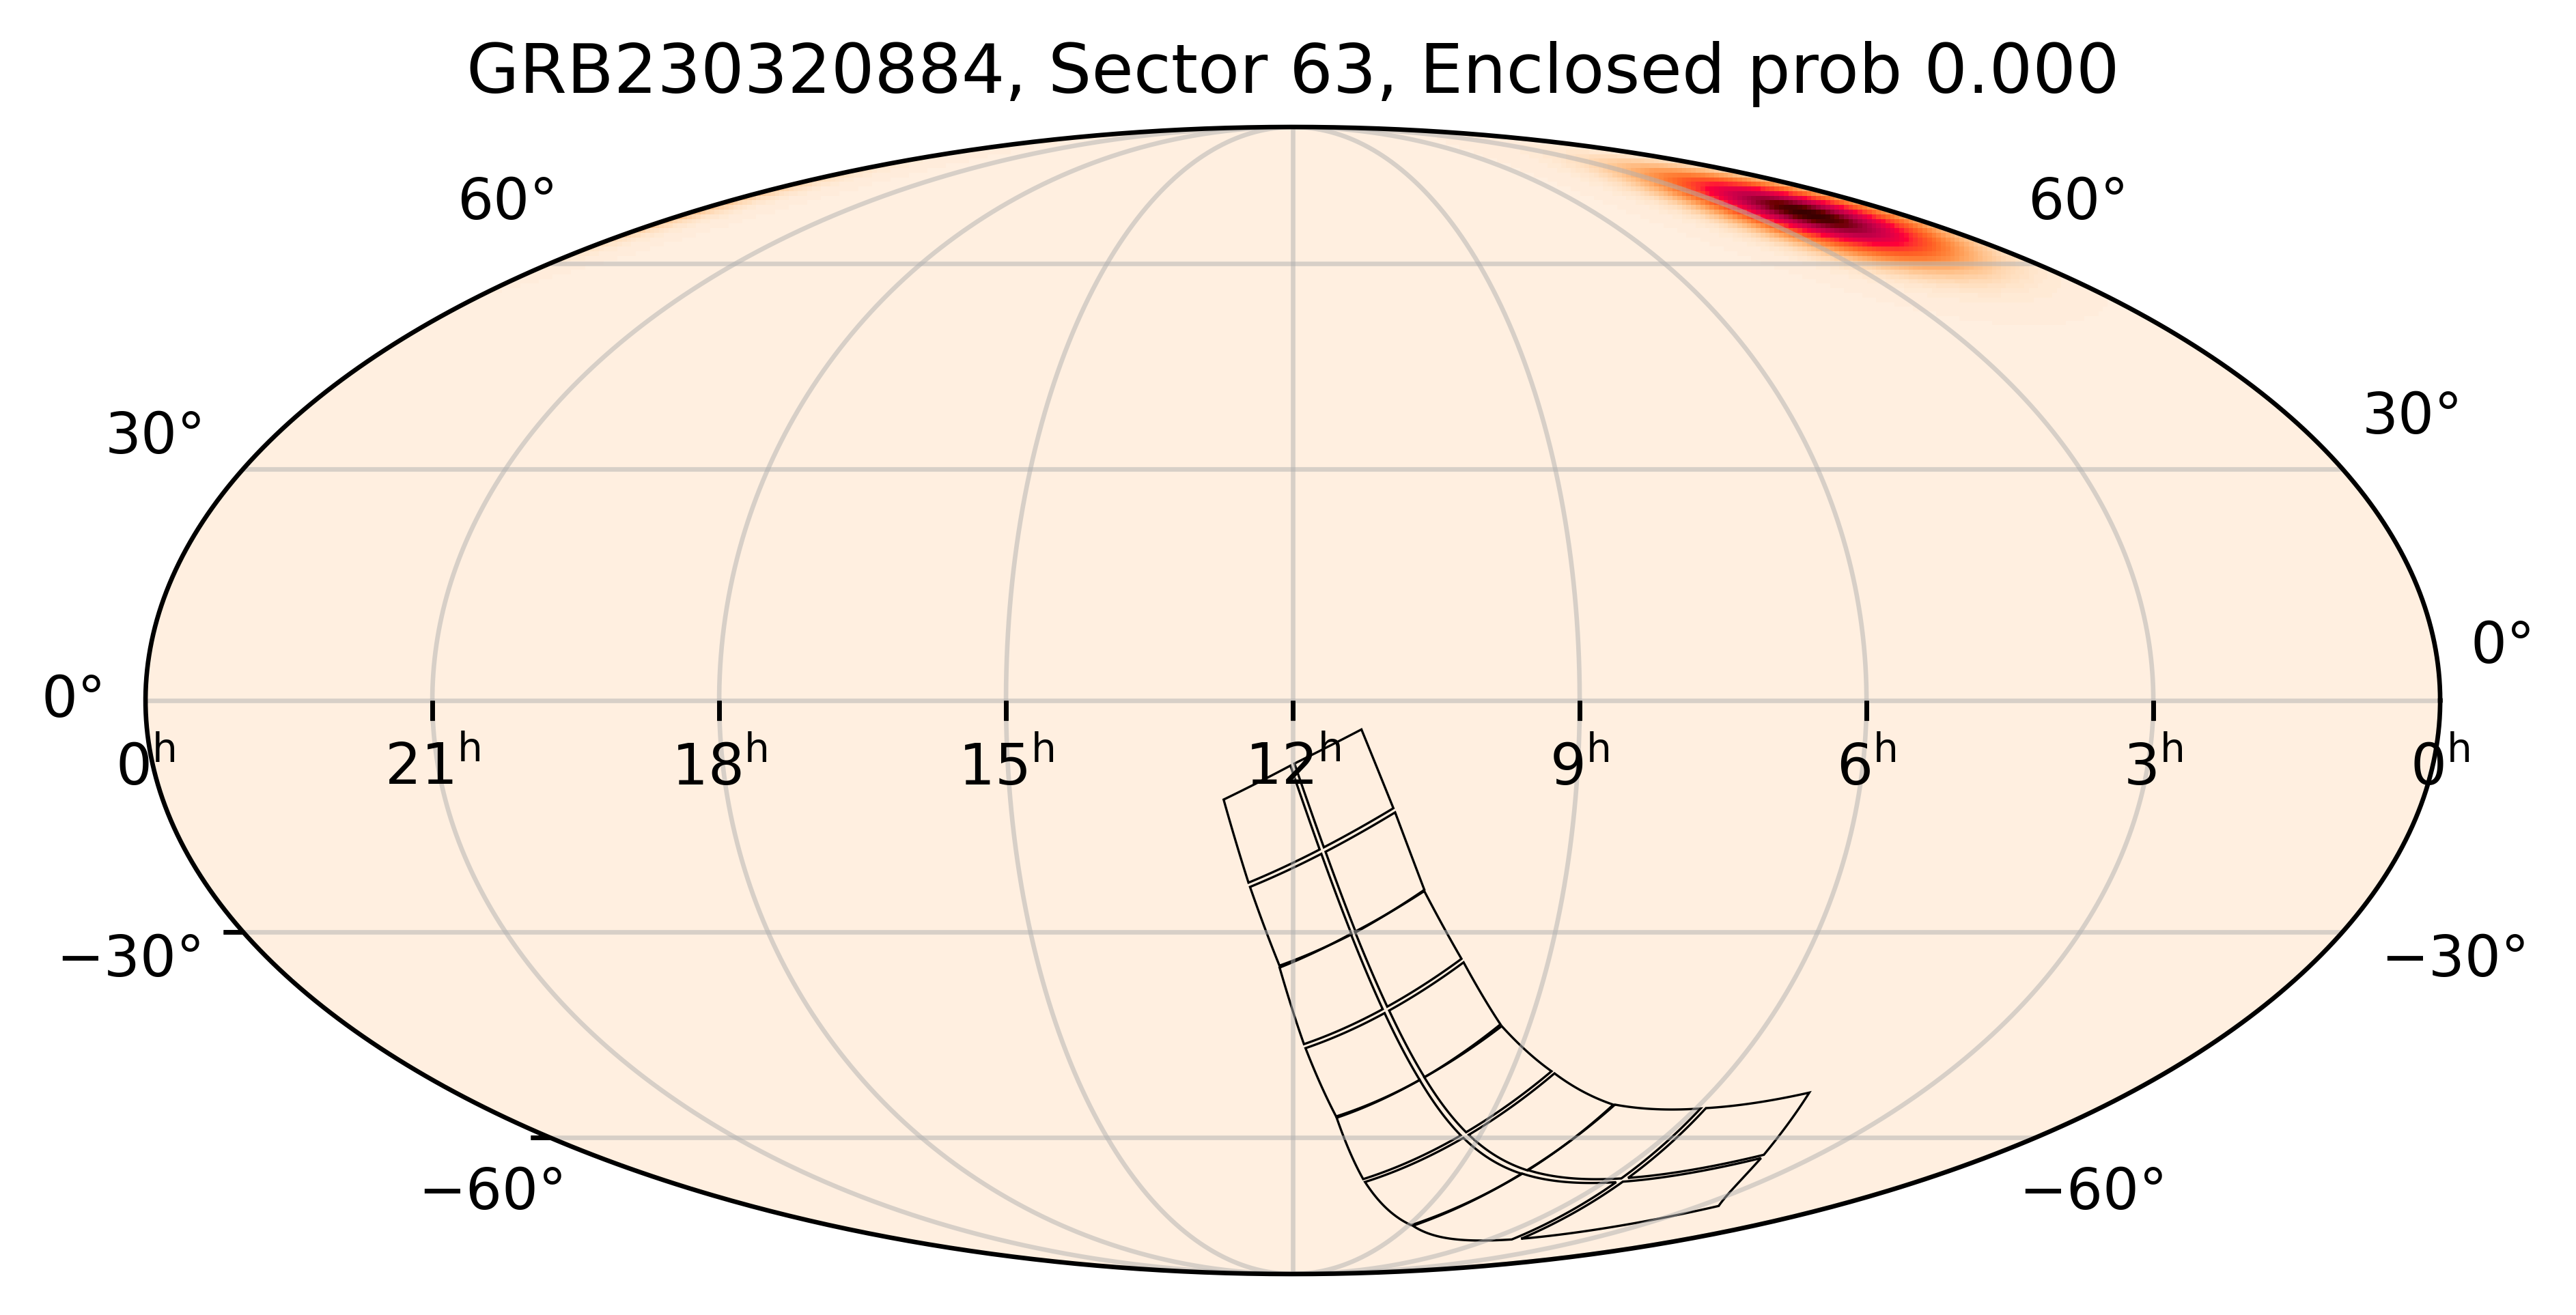 GRB230320884, Sector 63, Enclosed prob 0.000
60° 60°
30° 30°
0° 0°
0ʰ 21ʰ 18ʰ 15ʰ 12ʰ 9ʰ 6ʰ 3ʰ 0ʰ
−30° −30°
−60° −60°